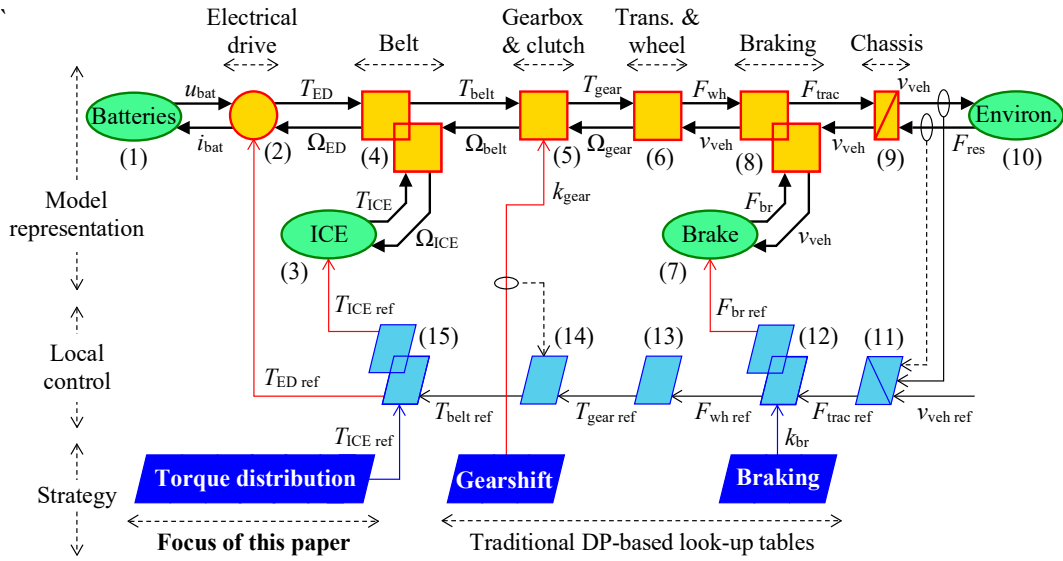 `
Electrical
drive
Belt
Gearbox
& clutch
Trans. &
wheel
Braking
Chassis
Batteries
u_bat
i_bat
T_ED
Ω_ED
T_belt
Ω_belt
T_gear
Ω_gear
F_wh
v_veh
F_trac
v_veh
v_veh
F_res
Environ.
(1)
(2)
(4)
(5)
(6)
(8)
(9)
(10)
Model
representation
T_ICE
Ω_ICE
ICE
(3)
k_gear
F_br
v_veh
Brake
(7)
T_ICE ref
F_br ref
Local
control
(15)
(14)
(13)
(12)
(11)
T_ED ref
T_belt ref
T_gear ref
F_wh ref
F_trac ref
v_veh ref
T_ICE ref
k_br
Strategy
Torque distribution
Gearshift
Braking
Focus of this paper
Traditional DP-based look-up tables